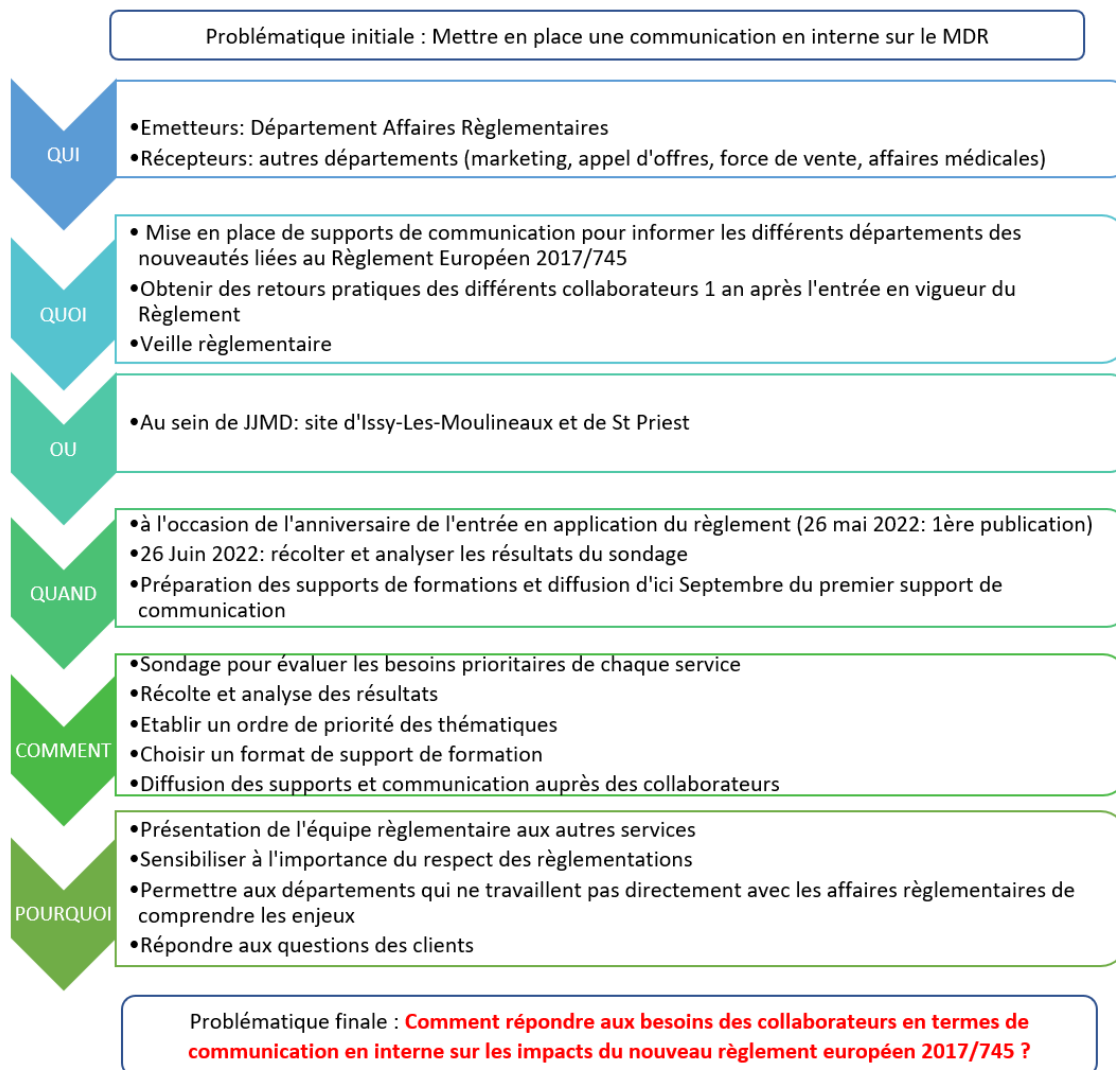 Problématique initiale : Mettre en place une communication en interne sur le MDR
QUI
•Emetteurs: Département Affaires Règlementaires
•Récepteurs: autres départements (marketing, appel d'offres, force de vente, affaires médicales)
QUOI
• Mise en place de supports de communication pour informer les différents départements des
nouveautés liées au Règlement Européen 2017/745
•Obtenir des retours pratiques des différents collaborateurs 1 an après l'entrée en vigueur du
Règlement
•Veille règlementaire
OU
•Au sein de JJMD: site d'Issy-Les-Moulineaux et de St Priest
QUAND
•à l'occasion de l'anniversaire de l'entrée en application du règlement (26 mai 2022: 1ère publication)
•26 Juin 2022: récolter et analyser les résultats du sondage
•Préparation des supports de formations et diffusion d'ici Septembre du premier support de
communication
COMMENT
•Sondage pour évaluer les besoins prioritaires de chaque service
•Récolte et analyse des résultats
•Etablir un ordre de priorité des thématiques
•Choisir un format de support de formation
•Diffusion des supports et communication auprès des collaborateurs
POURQUOI
•Présentation de l'équipe règlementaire aux autres services
•Sensibiliser à l'importance du respect des règlementations
•Permettre aux départements qui ne travaillent pas directement avec les affaires règlementaires de
comprendre les enjeux
•Répondre aux questions des clients
Problématique finale : Comment répondre aux besoins des collaborateurs en termes de
communication en interne sur les impacts du nouveau règlement européen 2017/745 ?